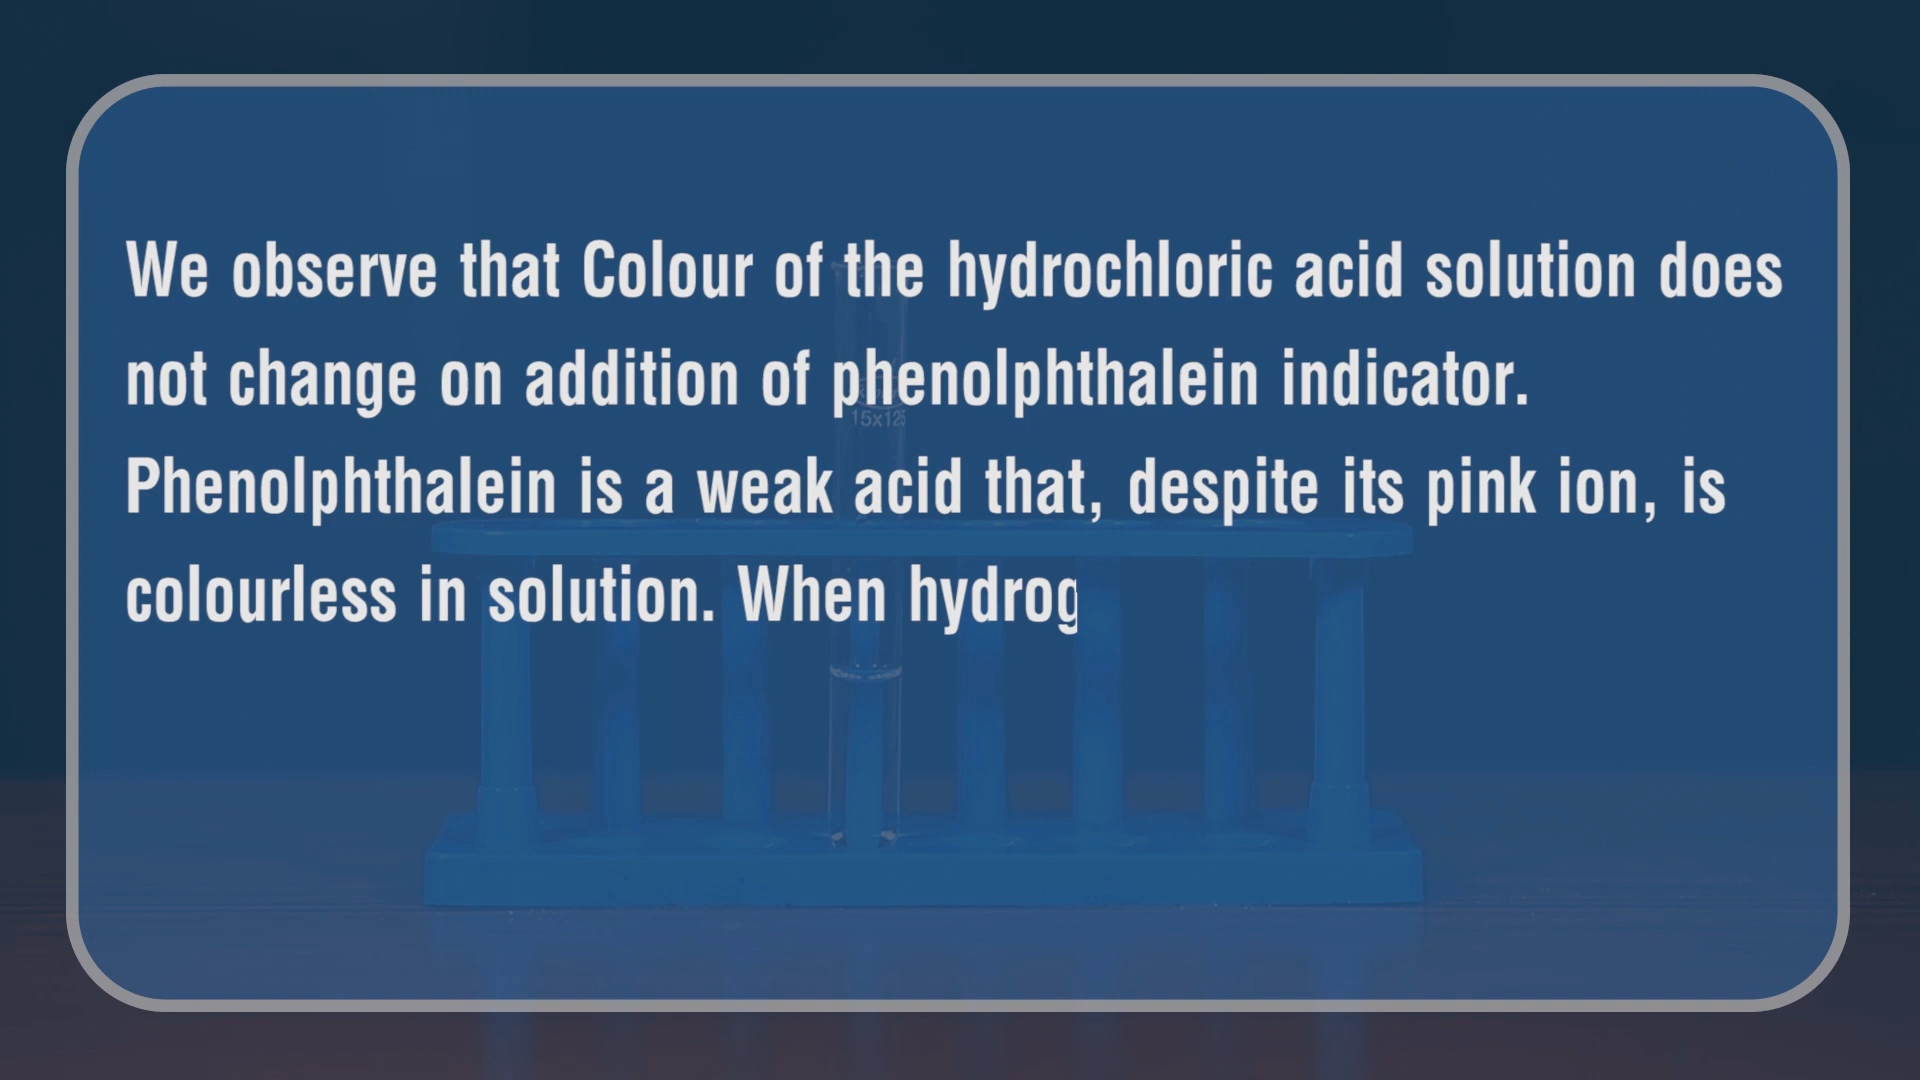 We observe that Colour of the hydrochloric acid solution does
not change on addition of phenolphthalein indicator.
15x125
Phenolphthalein is a weak acid that, despite its pink ion, is
colourless in solution. When hydrog